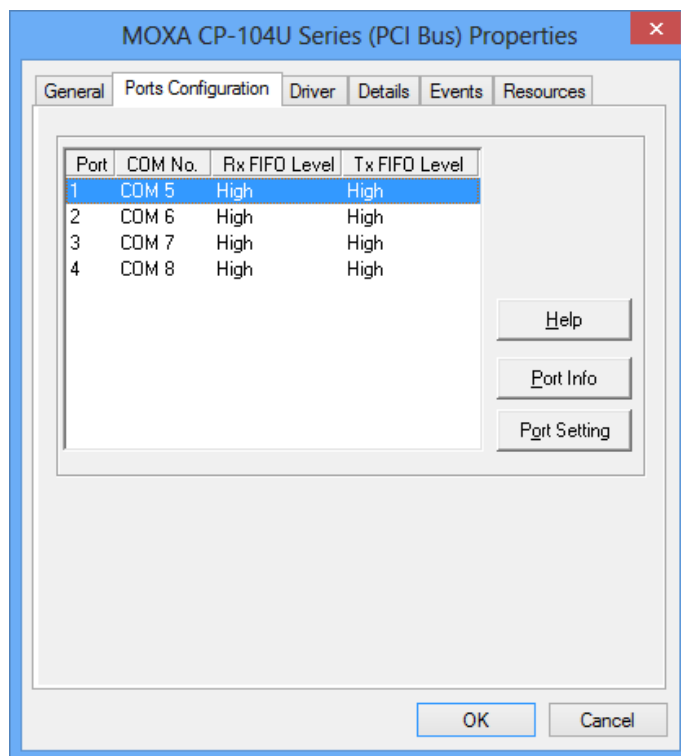 MOXA CP-104U Series (PCI Bus) Properties
General Ports Configuration Driver Details Events Resources
Port COM No. Rx FIFO Level Tx FIFO Level
1 COM 5 High High
2 COM 6 High High
3 COM 7 High High
4 COM 8 High High
Help
Port Info
Port Setting
OK Cancel